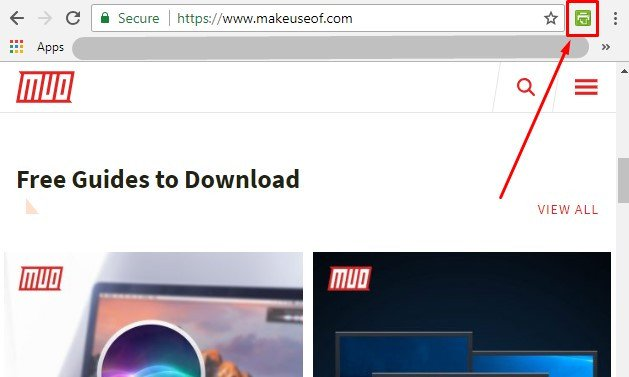 Secure https://www.makeuseof.com
Apps »
MUO
Free Guides to Download
VIEW ALL
MUO MUO